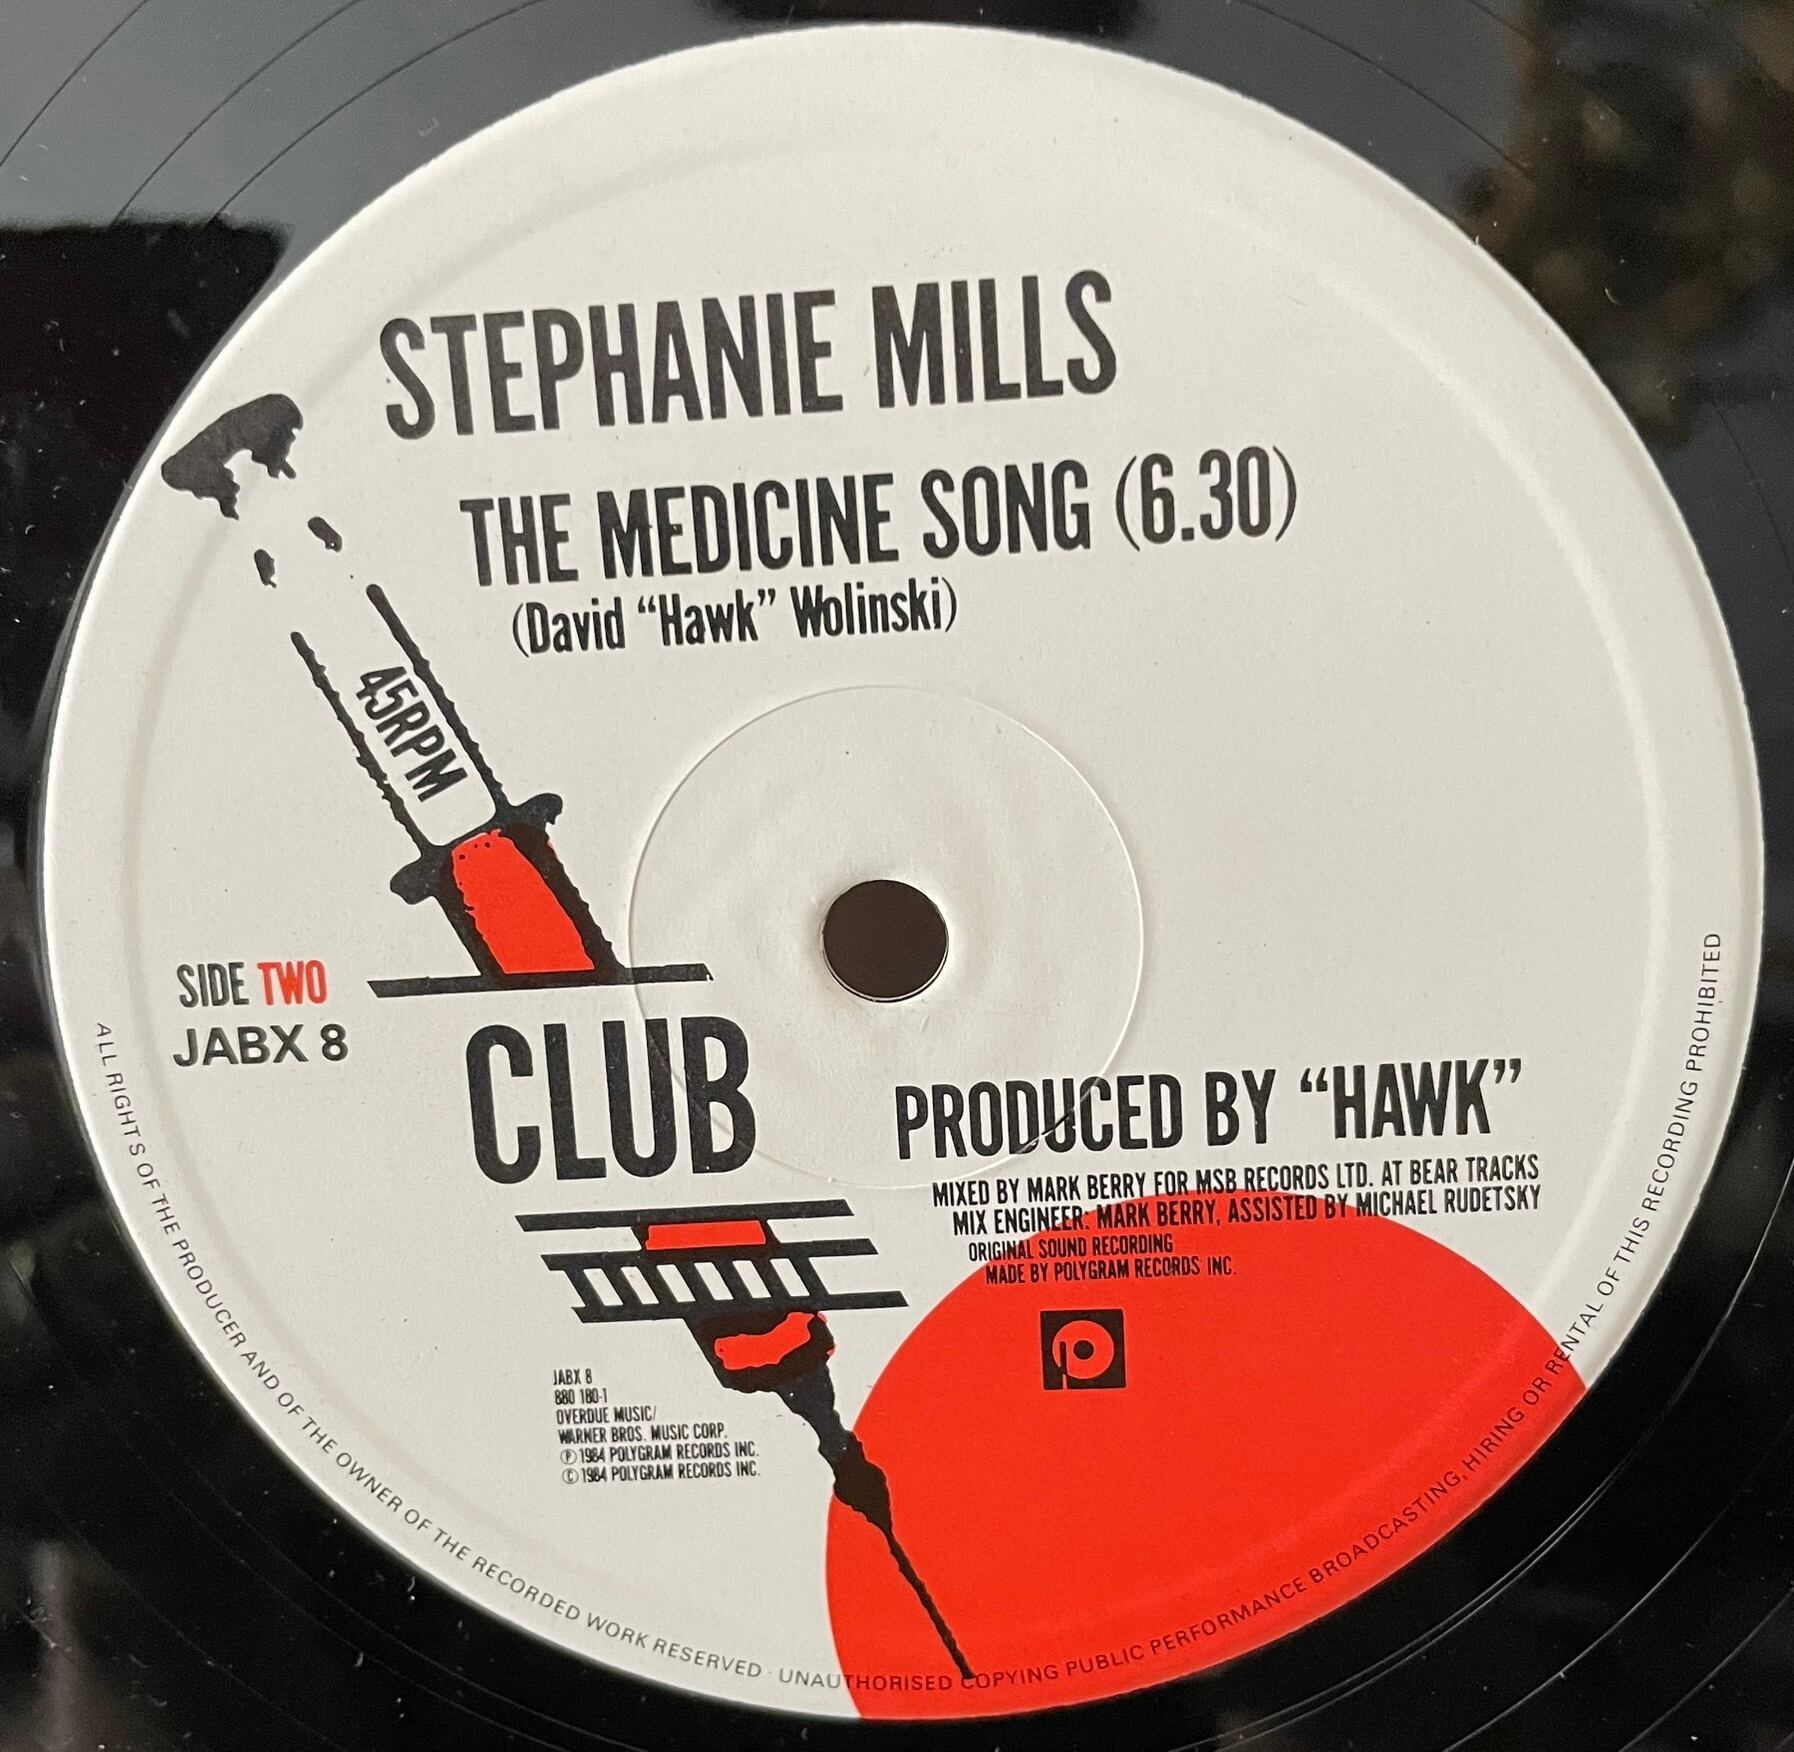 STEPHANIE MILLS
THE MEDICINE SONG (6.30)
(David “Hawk” Wolinski)
45RPM
SIDE TWO
JABX 8
CLUB
PRODUCED BY “HAWK”
MIXED BY MARK BERRY FOR MSB RECORDS LTD. AT BEAR TRACKS
MIX ENGINEER: MARK BERRY, ASSISTED BY MICHAEL RUDETSKY
ORIGINAL SOUND RECORDING
MADE BY POLYGRAM RECORDS INC.
P
JABX 8
880 180-1
OVERDUE MUSIC/
WARNER BROS. MUSIC CORP.
Ⓟ 1984 POLYGRAM RECORDS INC.
© 1984 POLYGRAM RECORDS INC.
ALL RIGHTS OF THE PRODUCER AND OF THE OWNER OF THE RECORDED WORK RESERVED · UNAUTHORISED COPYING PUBLIC PERFORMANCE BROADCASTING, HIRING OR RENTAL OF THIS RECORDING PROHIBITED